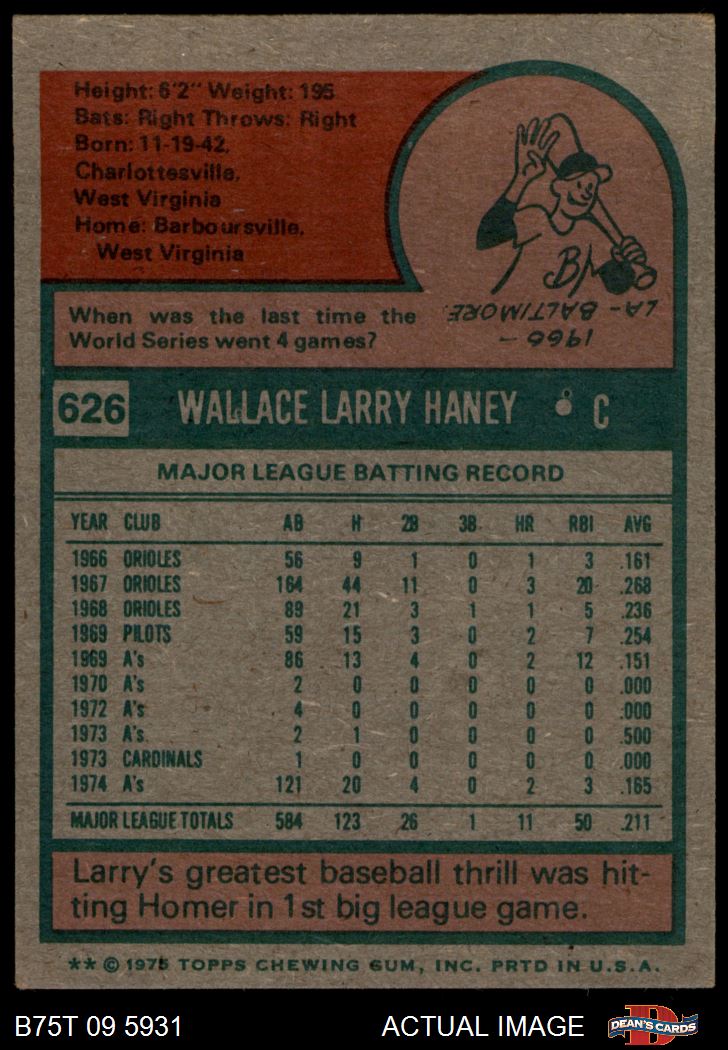 Height: 6'2" Weight: 195
Bats: Right Throws: Right
Born: 11-19-42,
Charlottesville,
West Virginia
Home: Barboursville,
West Virginia
When was the last time the
World Series went 4 games?
1966 -
LA - BALTIMORE.
626 WALLACE LARRY HANEY C
MAJOR LEAGUE BATTING RECORD
YEAR CLUB AB H 2B 3B HR RBI AVG
1966 ORIOLES 56 9 1 0 1 3 .161
1967 ORIOLES 164 44 11 0 3 20 .268
1968 ORIOLES 89 21 3 1 1 5 .236
1969 PILOTS 59 15 3 0 2 7 .254
1969 A's 86 13 4 0 2 12 .151
1970 A's 2 0 0 0 0 0 .000
1972 A's 4 0 0 0 0 0 .000
1973 A's 2 1 0 0 0 0 .500
1973 CARDINALS 1 0 0 0 0 0 .000
1974 A's 121 20 4 0 2 3 .165
MAJOR LEAGUE TOTALS 584 123 26 1 11 50 .211
Larry's greatest baseball thrill was hit-
ting Homer in 1st big league game.
** © 1975 TOPPS CHEWING GUM, INC. PRTD IN U.S.A.
B75T 09 5931 ACTUAL IMAGE D DEAN'S CARDS